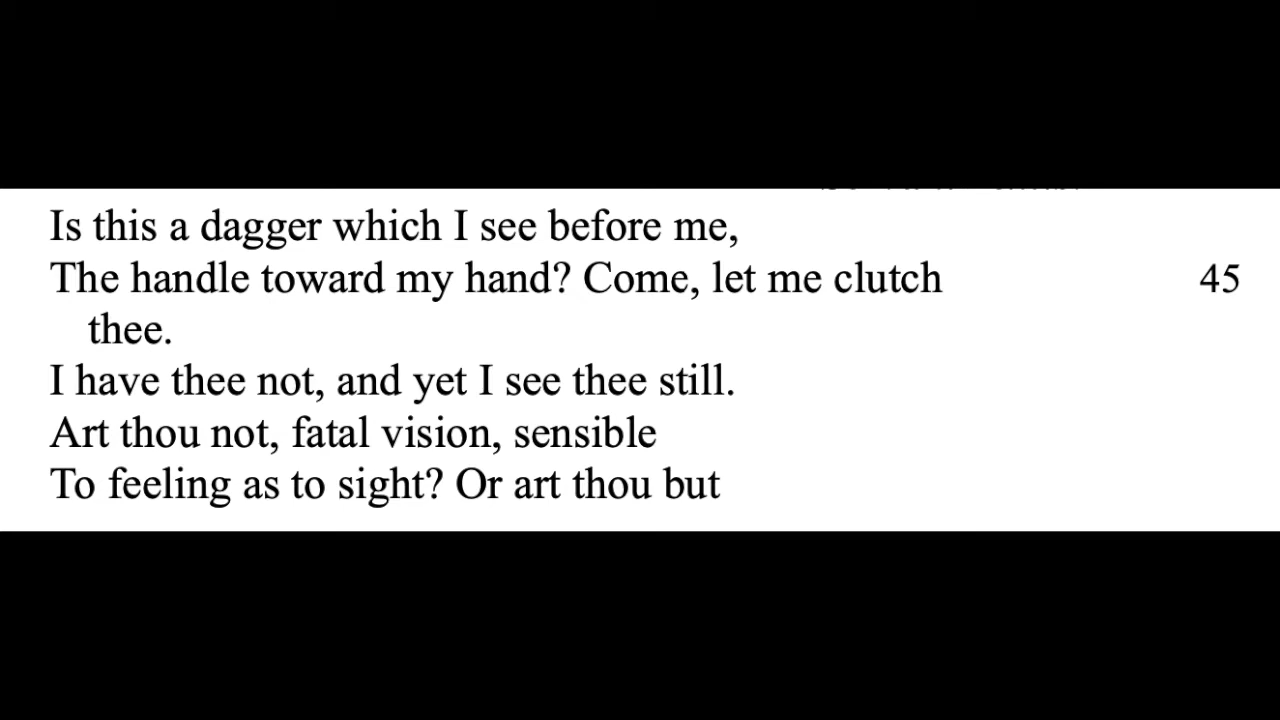 Is this a dagger which I see before me,
The handle toward my hand? Come, let me clutch 45
thee.
I have thee not, and yet I see thee still.
Art thou not, fatal vision, sensible
To feeling as to sight? Or art thou but